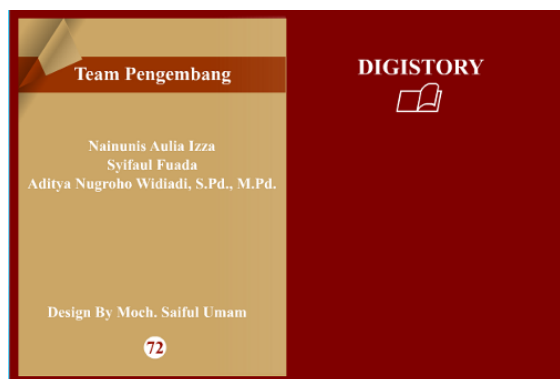 Team Pengembang
Nainunis Aulia Izza
Syifaul Fuada
Aditya Nugroho Widiadi, S.Pd., M.Pd.
Design By Moch. Saiful Umam
72
DIGISTORY